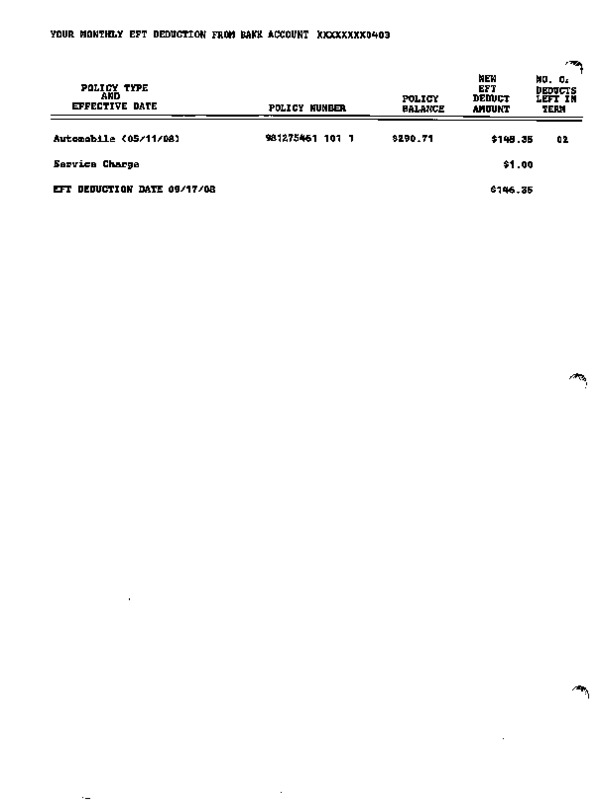 YOUR MONTHLY EFT DEDUCTION FROM BANK ACCOUNT XXXXXXXX0403
POLICY TYPE AND EFFECTIVE DATE POLICY NUMBER POLICY BALANCE NEW EFT DEDUCT AMOUNT NO. O. DEDUCTS LEFT IN TERM
Automobile (05/11/08) 981275461 101 1 $290.71 $145.35 02
Service Charge $1.00
EFT DEDUCTION DATE 09/17/08 $146.35